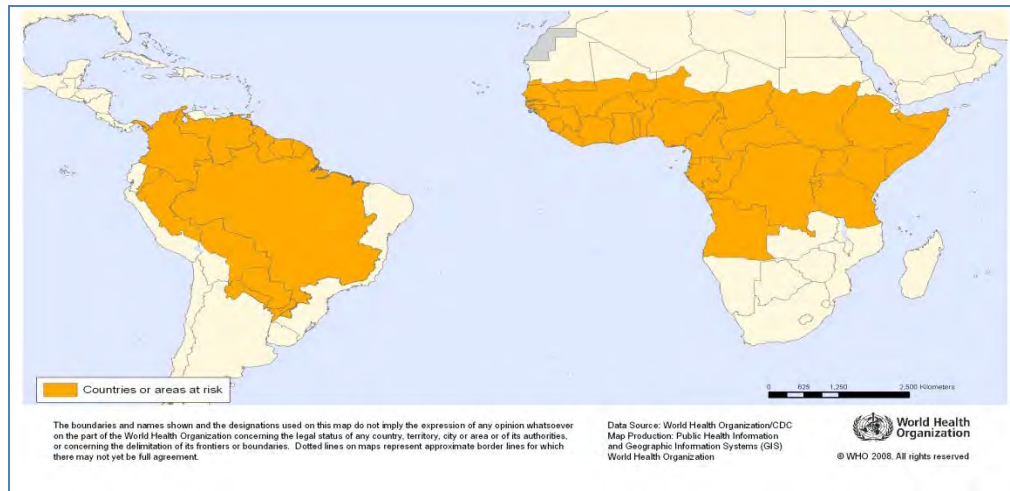 Countries or areas at risk
0 625 1,250 2,500 Kilometers
The boundaries and names shown and the designations used on this map do not imply the expression of any opinion whatsoever
on the part of the World Health Organization concerning the legal status of any country, territory, city or area or of its authorities,
or concerning the delimitation of its frontiers or boundaries. Dotted lines on maps represent approximate border lines for which
there may not yet be full agreement.
Data Source: World Health Organization/CDC
Map Production: Public Health Information
and Geographic Information Systems (GIS)
World Health Organization
World Health
Organization
© WHO 2008. All rights reserved